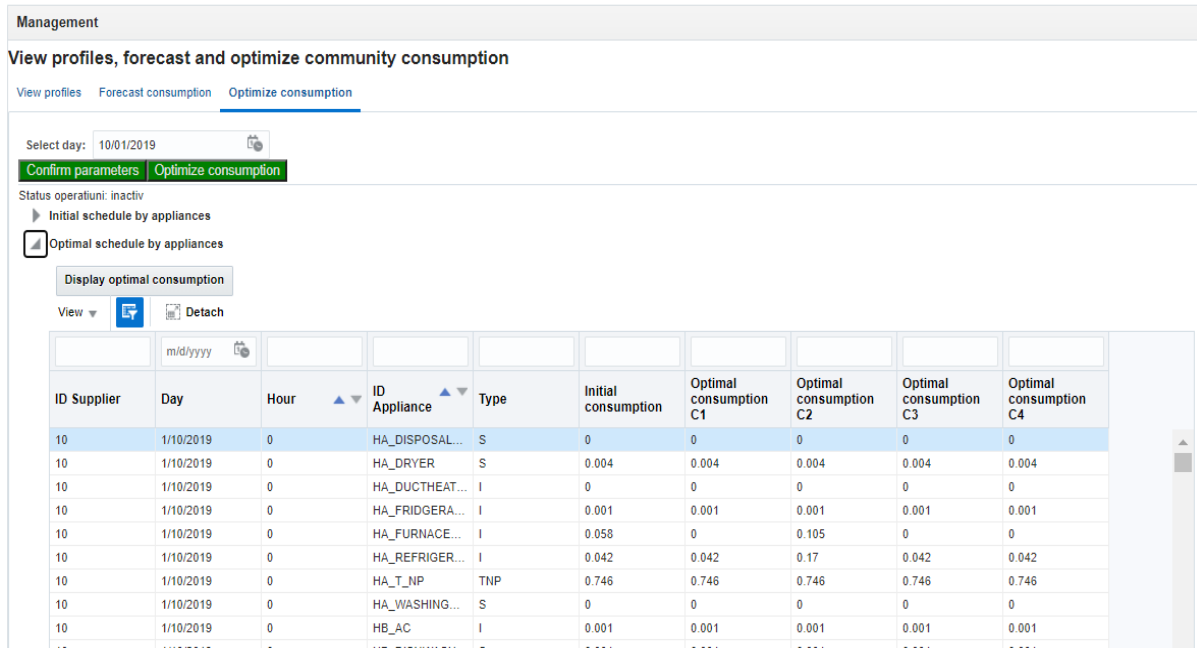 Management
View profiles, forecast and optimize community consumption
View profiles Forecast consumption Optimize consumption
Select day: 10/01/2019
Confirm parameters Optimize consumption
Status operatiuni: inactiv
Initial schedule by appliances
Optimal schedule by appliances
Display optimal consumption
View Detach
m/d/yyyy
ID Supplier Day Hour ID Appliance Type Initial consumption Optimal consumption C1 Optimal consumption C2 Optimal consumption C3 Optimal consumption C4
10 1/10/2019 0 HA_DISPOSAL... S 0 0 0 0 0
10 1/10/2019 0 HA_DRYER S 0.004 0.004 0.004 0.004 0.004
10 1/10/2019 0 HA_DUCTHEAT... I 0 0 0 0 0
10 1/10/2019 0 HA_FRIDGERA... I 0.001 0.001 0.001 0.001 0.001
10 1/10/2019 0 HA_FURNACE... I 0.058 0 0.105 0 0
10 1/10/2019 0 HA_REFRIGER... I 0.042 0.042 0.17 0.042 0.042
10 1/10/2019 0 HA_T_NP TNP 0.746 0.746 0.746 0.746 0.746
10 1/10/2019 0 HA_WASHING... S 0 0 0 0 0
10 1/10/2019 0 HB_AC I 0.001 0.001 0.001 0.001 0.001